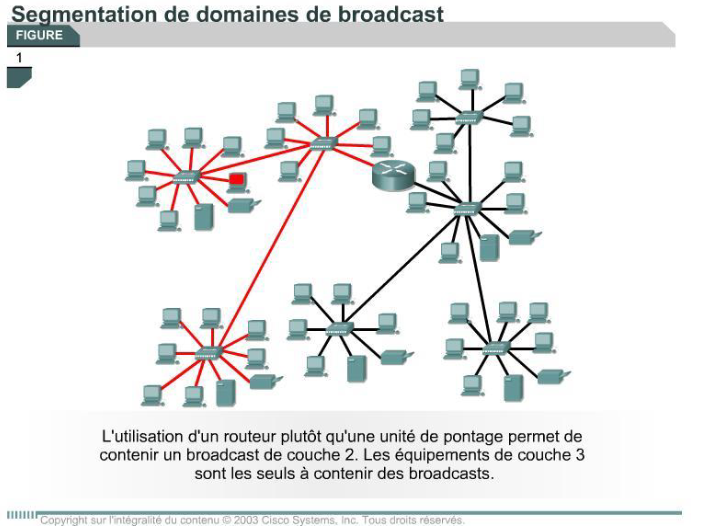 Segmentation de domaines de broadcast
FIGURE
1
L'utilisation d'un routeur plutôt qu'une unité de pontage permet de
contenir un broadcast de couche 2. Les équipements de couche 3
sont les seuls à contenir des broadcasts.
Copyright sur l'intégralité du contenu © 2003 Cisco Systems, Inc. Tous droits réservés.